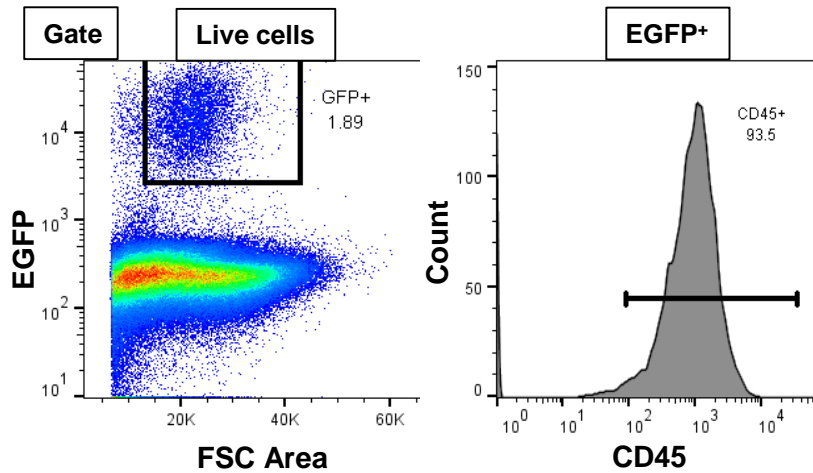 Gate
Live cells
EGFP⁺
GFP+
1.89
10⁴
10³
10²
10¹
EGFP
20K
40K
60K
FSC Area
CD45+
93.5
150
100
50
0
Count
10⁰
10¹
10²
10³
10⁴
CD45